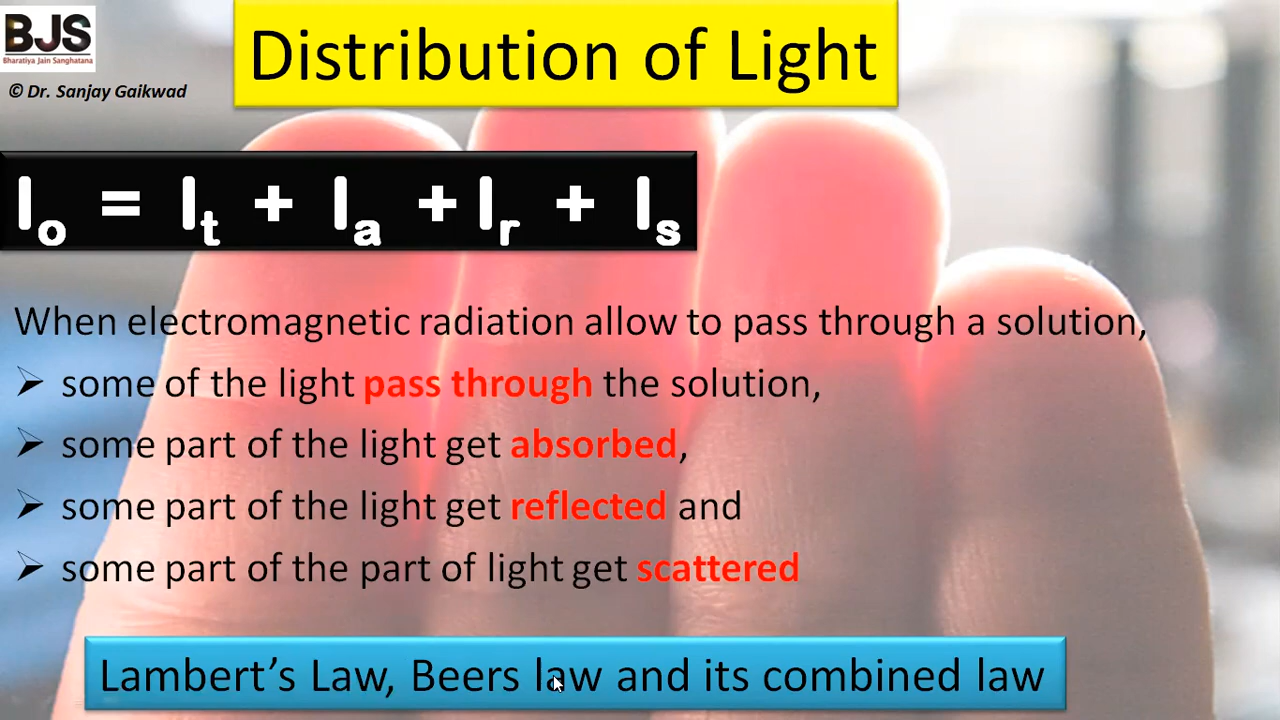 BJS
Bharatiya Jain Sanghatana
© Dr. Sanjay Gaikwad
Distribution of Light
Io = It + Ia + Ir + Is
When electromagnetic radiation allow to pass through a solution,
➢ some of the light pass through the solution,
➢ some part of the light get absorbed,
➢ some part of the light get reflected and
➢ some part of the part of light get scattered
Lambert's Law, Beers law and its combined law